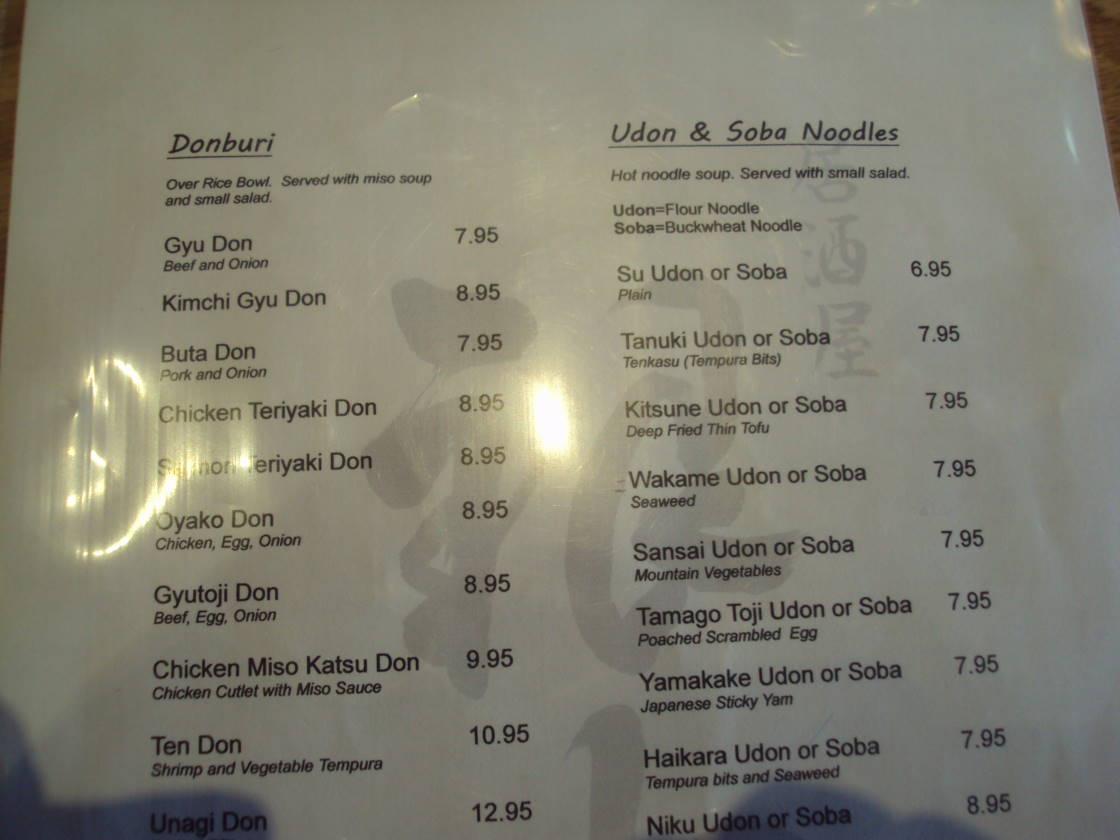 Donburi
Over Rice Bowl. Served with miso soup
and small salad.
Gyu Don 7.95
Beef and Onion
Kimchi Gyu Don 8.95
Buta Don 7.95
Pork and Onion
Chicken Teriyaki Don 8.95
Salmon Teriyaki Don 8.95
Oyako Don 8.95
Chicken, Egg, Onion
Gyutoji Don 8.95
Beef, Egg, Onion
Chicken Miso Katsu Don 9.95
Chicken Cutlet with Miso Sauce
Ten Don 10.95
Shrimp and Vegetable Tempura
Unagi Don 12.95
Udon & Soba Noodles
Hot noodle soup. Served with small salad.
Udon=Flour Noodle
Soba=Buckwheat Noodle
Su Udon or Soba 6.95
Plain
Tanuki Udon or Soba 7.95
Tenkasu (Tempura Bits)
Kitsune Udon or Soba 7.95
Deep Fried Thin Tofu
Wakame Udon or Soba 7.95
Seaweed
Sansai Udon or Soba 7.95
Mountain Vegetables
Tamago Toji Udon or Soba 7.95
Poached Scrambled Egg
Yamakake Udon or Soba 7.95
Japanese Sticky Yam
Haikara Udon or Soba 7.95
Tempura bits and Seaweed
Niku Udon or Soba 8.95
居酒屋